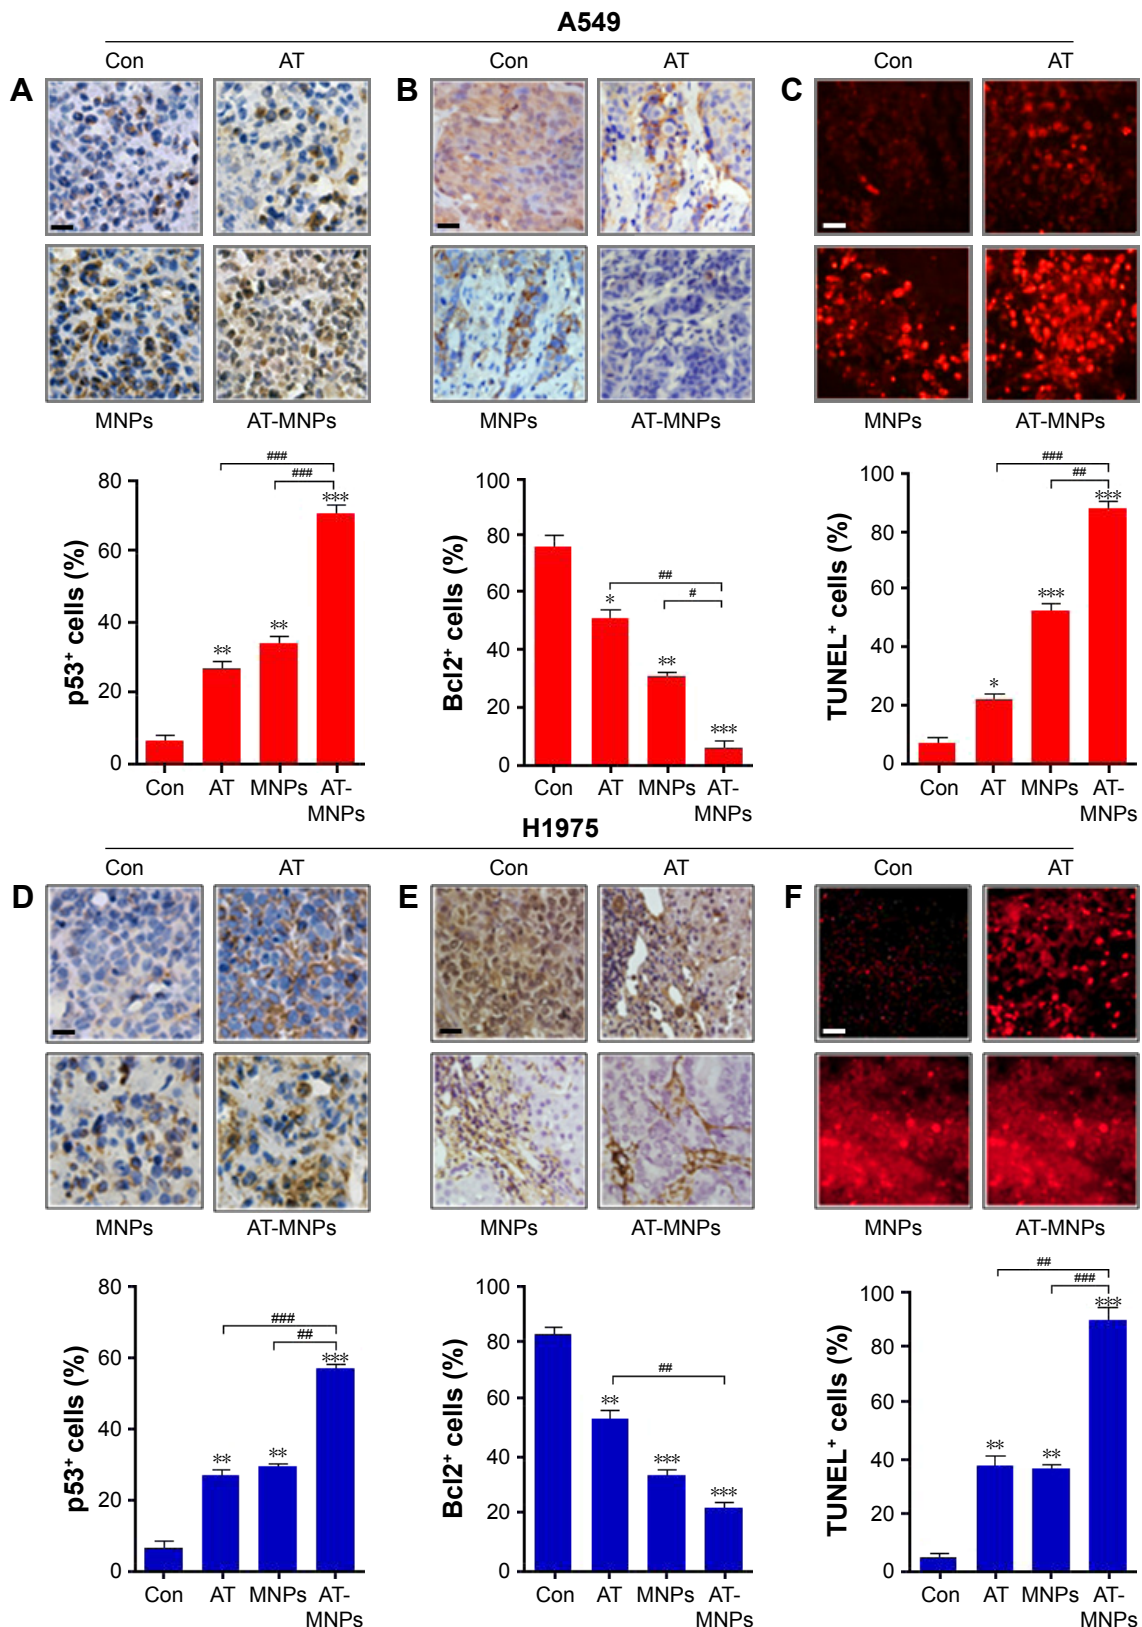 A549
Con AT Con AT Con AT
A B C
MNPs AT-MNPs MNPs AT-MNPs MNPs AT-MNPs
p53+ cells (%)
80
60
40
20
0
** ** ***
### ###
Con AT MNPs AT-
MNPs
Bcl2+ cells (%)
100
80
60
40
20
0
* ** ***
## #
Con AT MNPs AT-
MNPs
TUNEL+ cells (%)
100
80
60
40
20
0
* *** ***
### ##
Con AT MNPs AT-
MNPs
H1975
Con AT Con AT Con AT
D E F
MNPs AT-MNPs MNPs AT-MNPs MNPs AT-MNPs
p53+ cells (%)
80
60
40
20
0
** ** ***
### ##
Con AT MNPs AT-
MNPs
Bcl2+ cells (%)
100
80
60
40
20
0
** *** ***
##
Con AT MNPs AT-
MNPs
TUNEL+ cells (%)
100
80
60
40
20
0
** ** ***
## ###
Con AT MNPs AT-
MNPs